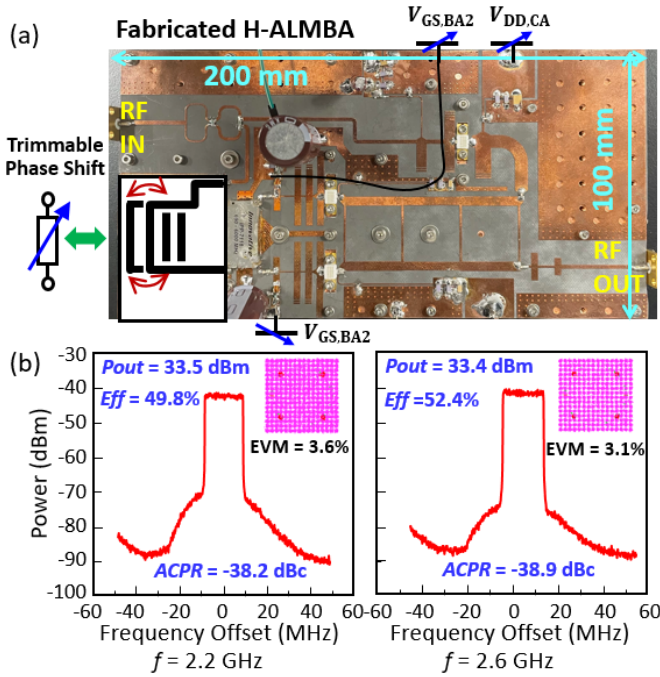 (a)
Fabricated H-ALMBA
V_GS,BA2
V_DD,CA
200 mm
RF
IN
Trimmable
Phase Shift
100 mm
RF
OUT
V_GS,BA2
(b)
Power (dBm)
-30
-40
-50
-60
-70
-80
-90
-100
Pout = 33.5 dBm
Eff = 49.8%
EVM = 3.6%
ACPR = -38.2 dBc
-60 -40 -20 0 20 40 60
Frequency Offset (MHz)
f = 2.2 GHz
Pout = 33.4 dBm
Eff =52.4%
EVM = 3.1%
ACPR = -38.9 dBc
-60 -40 -20 0 20 40 60
Frequency Offset (MHz)
f = 2.6 GHz